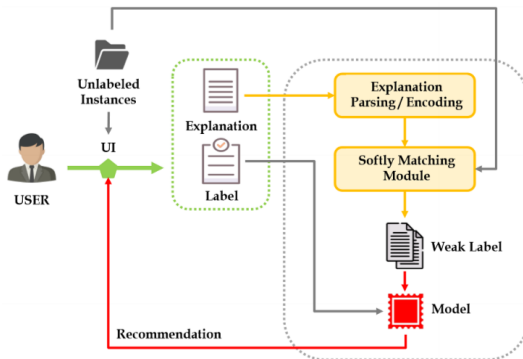 Unlabeled
Instances
UI
USER
Explanation
Label
Explanation
Parsing / Encoding
Softly Matching
Module
Weak Label
Model
Recommendation